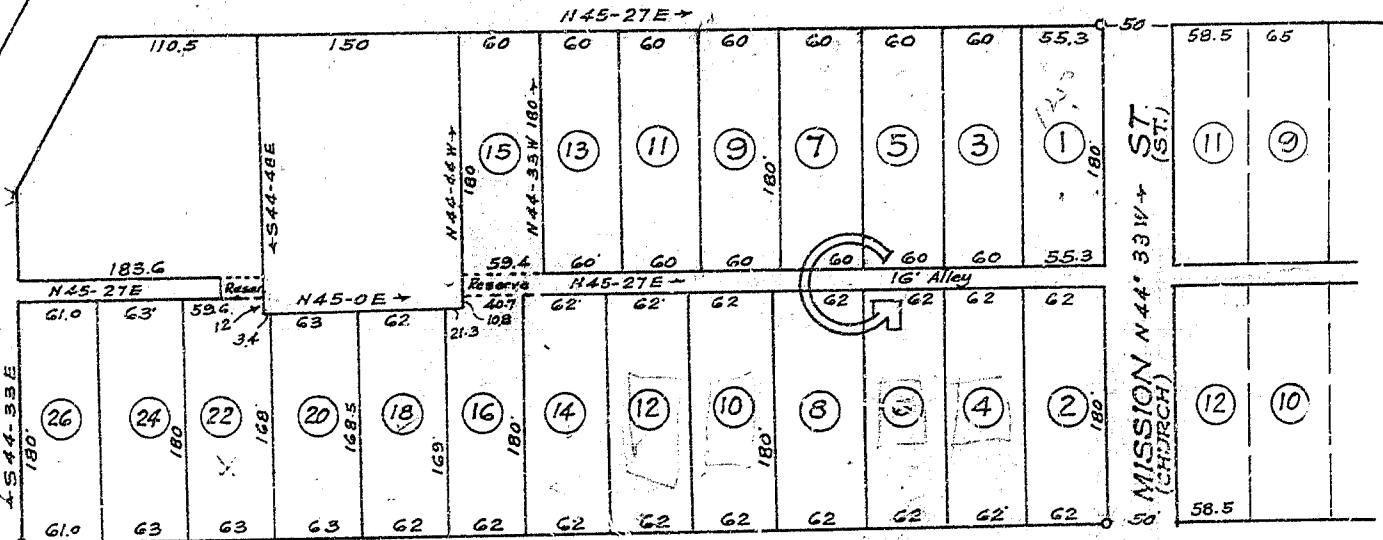 N45-27E→
110.5 150 60 60 60 60 60 60 60 55.3 50 58.5 65
←S44-48E
N44-44W→
180
N44-33W 180'→
15 13 11 9 7 5 3 1 11 9
180'
180'
MISSION N44°33W→ ST.
(CHURCH) (ST.)
183.6 59.4 60' 60 60 60 60 60 55.3
N45-27E Reser Reserve N45-27E→ 16' Alley
N45-0E→
61.0 63' 59.6 12 3.4 63 62 21.3 10.8 40.7 62' 62' 62 62 62 62 62
←S44-33E
180'
26 24 22 20 18 16 14 12 10 8 4 2 12 10
180 168' 168.5 169' 180' 180' 180'
61.0 63 63 63 62 62 62 62 62 62 62 62' 62 50' 58.5